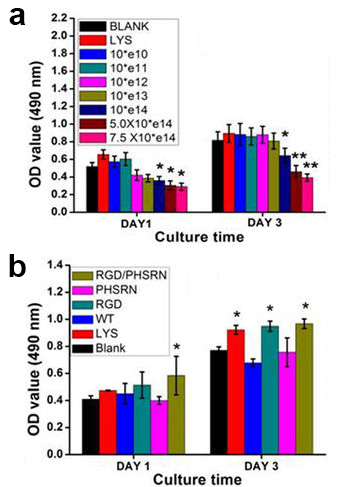 a
2.2
2.0
1.8
1.6
1.4
1.2
1.0
0.8
0.6
0.4
0.2
0.0
OD value (490 nm)
BLANK
LYS
10*e10
10*e11
10*e12
10*e13
10*e14
5.0X10*e14
7.5 X10*e14
* * *
* ** **
DAY1 DAY 3
Culture time
b
1.4
1.2
1.0
0.8
0.6
0.4
0.2
0.0
OD value (490 nm)
RGD/PHSRN
PHSRN
RGD
WT
LYS
Blank
*
* * *
DAY 1 DAY 3
Culture time